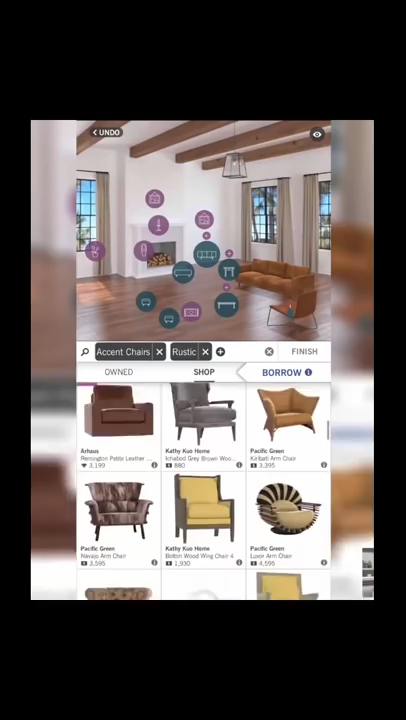 UNDO
Accent Chairs
Rustic
FINISH
OWNED
SHOP
BORROW
Arhaus
Remington Petite Leather ...
3,199
Kathy Kuo Home
Ichabod Grey Brown Woo...
880
Pacific Green
Kiribati Arm Chair
3,395
Pacific Green
Navajo Arm Chair
3,595
Kathy Kuo Home
Bolton Wood Wing Chair 4
1,930
Pacific Green
Luxor Arm Chair
4,595